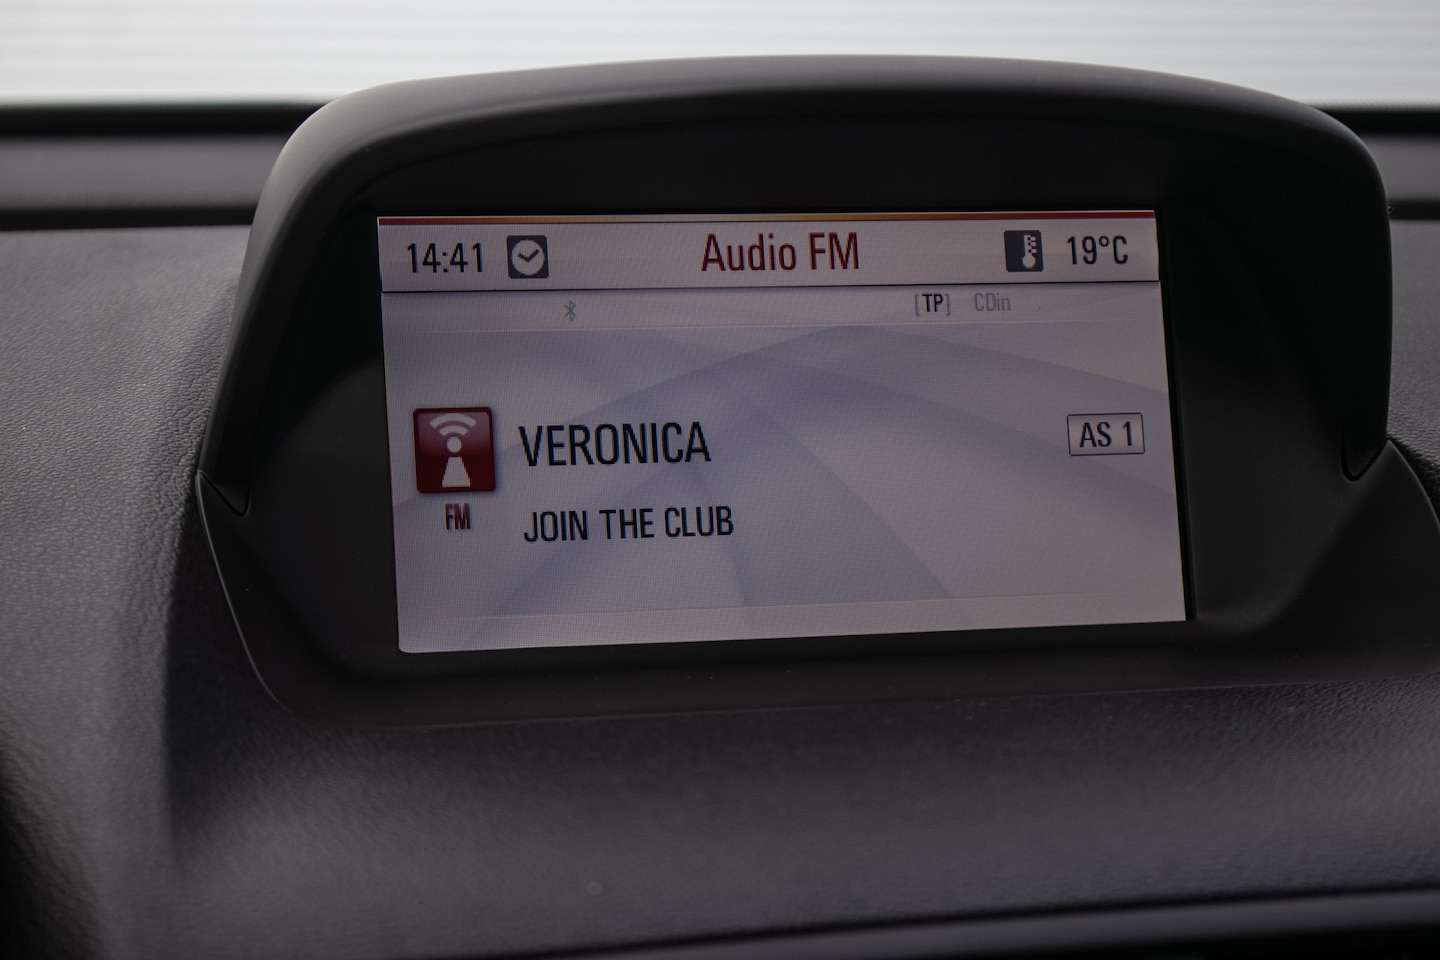 14:41 Audio FM 19°C
[TP] CDin
VERONICA AS 1
FM JOIN THE CLUB